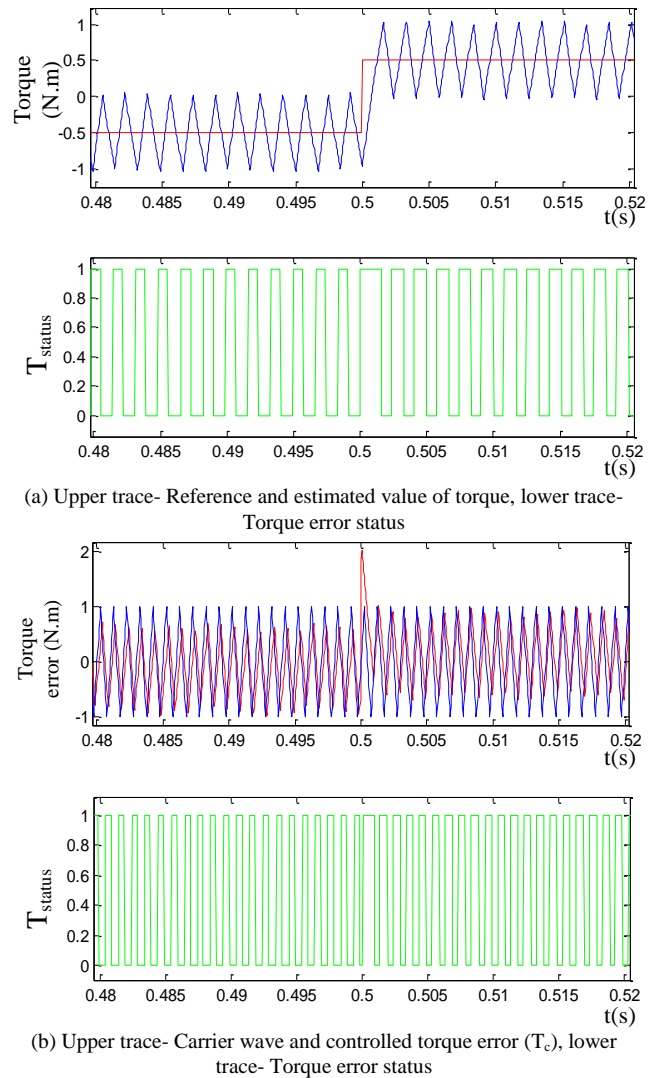 1
0.5
0
-0.5
-1
Torque
(N.m)
0.48 0.485 0.49 0.495 0.5 0.505 0.51 0.515 0.52
t(s)
1
0.8
0.6
0.4
0.2
0
Tstatus
0.48 0.485 0.49 0.495 0.5 0.505 0.51 0.515 0.52
t(s)
(a) Upper trace- Reference and estimated value of torque, lower trace-
Torque error status
2
1
0
-1
Torque
error (N.m)
0.48 0.485 0.49 0.495 0.5 0.505 0.51 0.515 0.52
t(s)
1
0.8
0.6
0.4
0.2
0
Tstatus
0.48 0.485 0.49 0.495 0.5 0.505 0.51 0.515 0.52
t(s)
(b) Upper trace- Carrier wave and controlled torque error (Tc), lower
trace- Torque error status